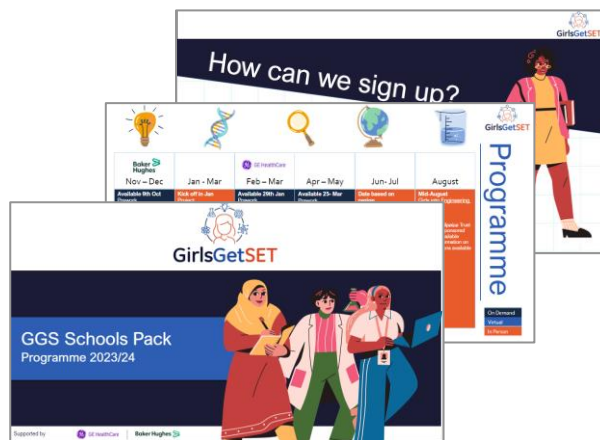 GirlsGetSET
How can we sign up?
GirlsGetSET
Programme
Baker Hughes
GE HealthCare
Nov – Dec
Jan - Mar
Feb – Mar
Apr – May
Jun- Jul
August
Available 8th Oct
Kick off in Jan
Available 29th Jan
Available 25- Mar
Date based on
Mid-August
On Demand
Virtual
In Person
GirlsGetSET
GGS Schools Pack
Programme 2023/24
Supported by
GE HealthCare
Baker Hughes